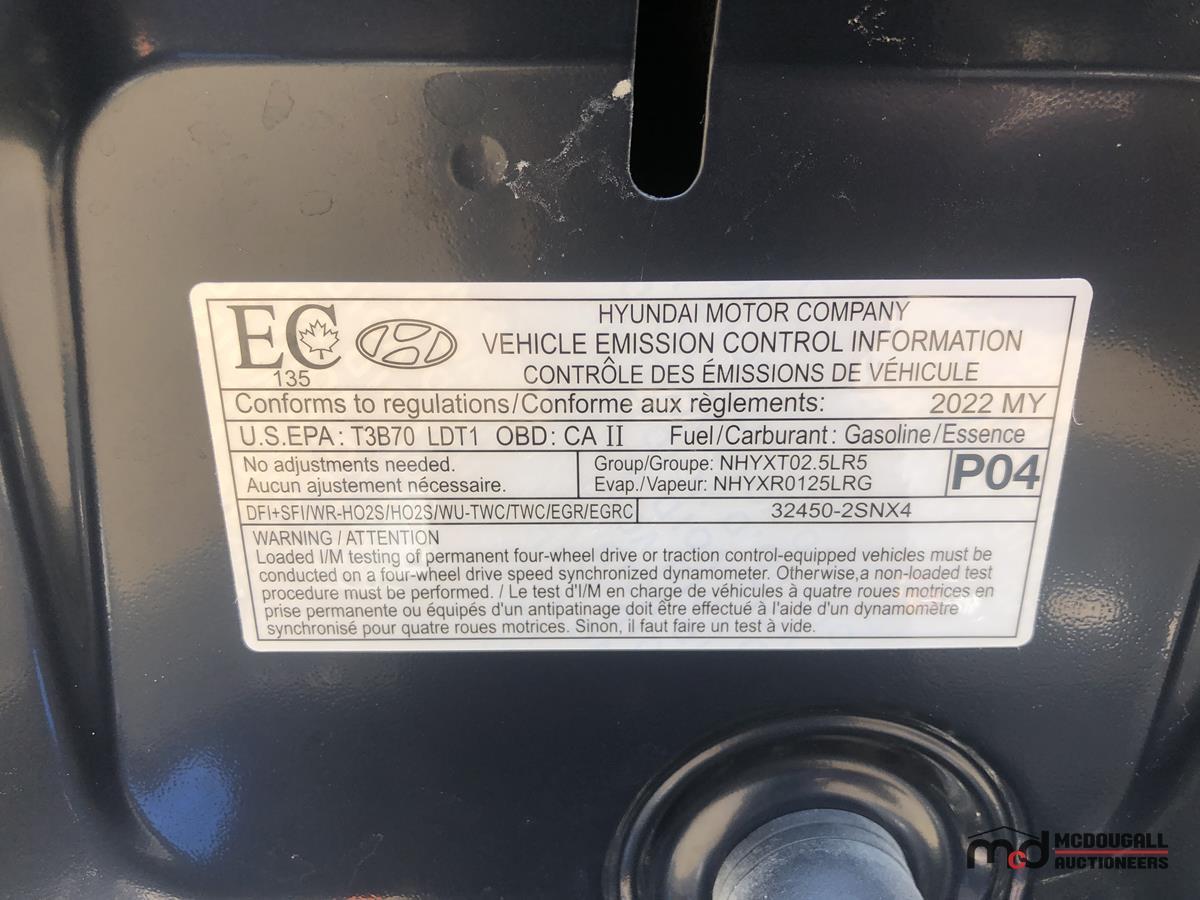 EC
135
HYUNDAI MOTOR COMPANY
VEHICLE EMISSION CONTROL INFORMATION
CONTRÔLE DES ÉMISSIONS DE VÉHICULE
Conforms to regulations/Conforme aux règlements: 2022 MY
U.S.EPA: T3B70 LDT1 OBD: CA II Fuel/Carburant: Gasoline/Essence
No adjustments needed.
Aucun ajustement nécessaire.
Group/Groupe: NHYXT02.5LR5
Evap./Vapeur: NHYXR0125LRG
P04
DFI+SFI/WR-HO2S/HO2S/WU-TWC/TWC/EGR/EGRC
32450-2SNX4
WARNING / ATTENTION
Loaded I/M testing of permanent four-wheel drive or traction control-equipped vehicles must be
conducted on a four-wheel drive speed synchronized dynamometer. Otherwise,a non-loaded test
procedure must be performed. / Le test d'I/M en charge de véhicules à quatre roues motrices en
prise permanente ou équipés d'un antipatinage doit être effectué à l'aide d'un dynamomètre
synchronisé pour quatre roues motrices. Sinon, il faut faire un test à vide.
mcd MCDOUGALL
AUCTIONEERS